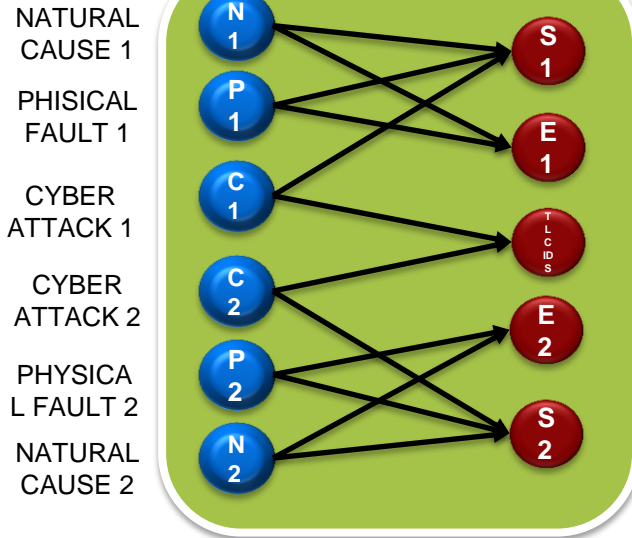 NATURAL
CAUSE 1
PHISICAL
FAULT 1
CYBER
ATTACK 1
CYBER
ATTACK 2
PHYSICA
L FAULT 2
NATURAL
CAUSE 2
N
1
P
1
C
1
C
2
P
2
N
2
S
1
E
1
T
L
C
ID
S
E
2
S
2